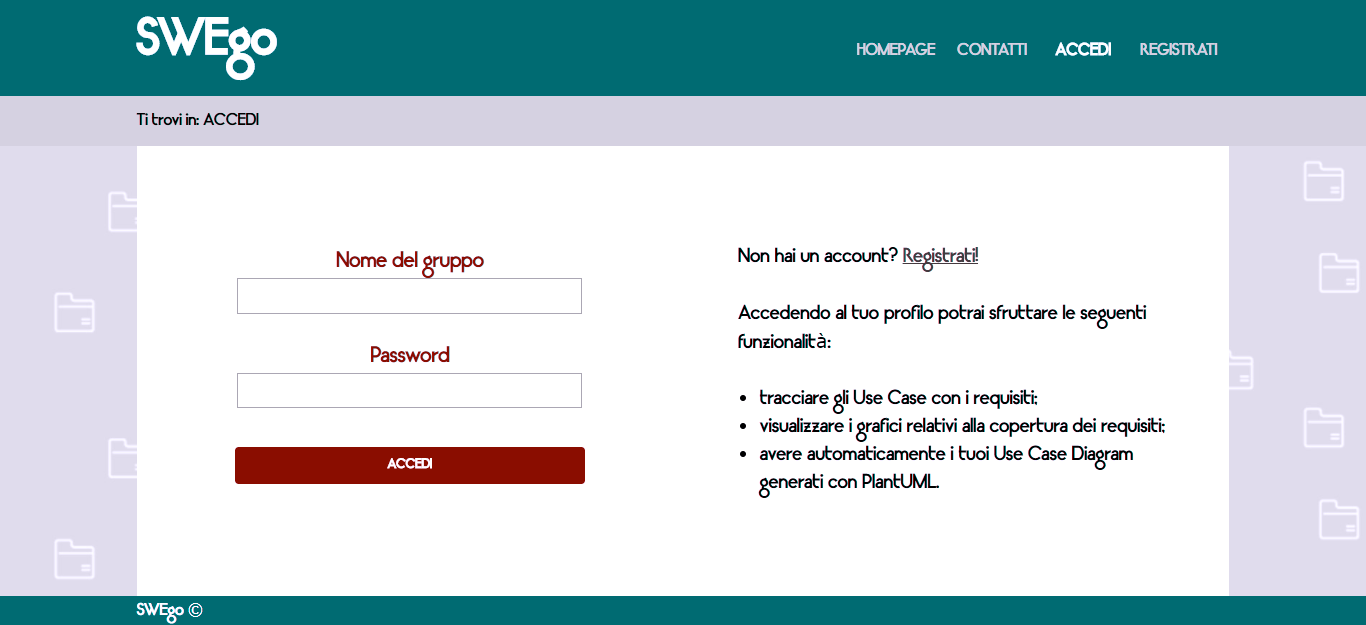 SWEgo
HOMEPAGE CONTATTI ACCEDI REGISTRATI
Ti trovi in: ACCEDI
Nome del gruppo
Password
ACCEDI
Non hai un account? Registrati!
Accedendo al tuo profilo potrai sfruttare le seguenti
funzionalità:
• tracciare gli Use Case con i requisiti;
• visualizzare i grafici relativi alla copertura dei requisiti;
• avere automaticamente i tuoi Use Case Diagram
generati con PlantUML.
SWEgo ©